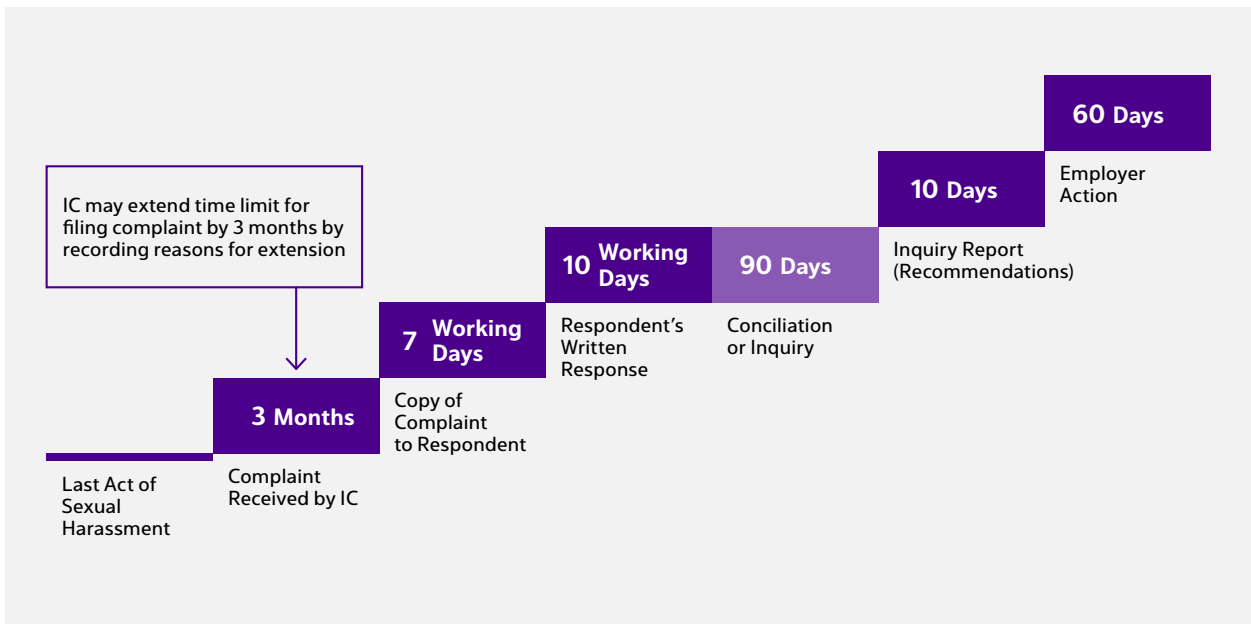 IC may extend time limit for
filing complaint by 3 months by
recording reasons for extension
Last Act of
Sexual
Harassment
3 Months
Complaint
Received by IC
7 Working
Days
Copy of
Complaint
to Respondent
10 Working
Days
Respondent’s
Written
Response
90 Days
Conciliation
or Inquiry
10 Days
Inquiry Report
(Recommendations)
60 Days
Employer
Action